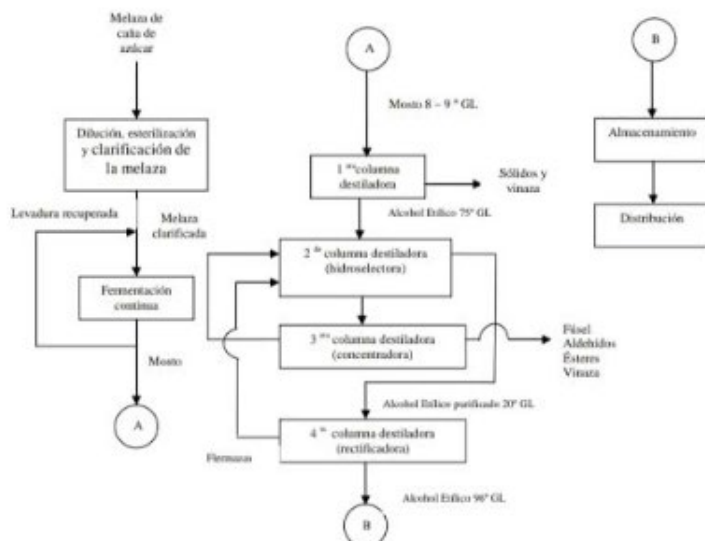 Melaza de
caña de
azúcar
Dilución, esterilización
y clarificación de
la melaza
Levadura recuperada
Melaza
clarificada
Fermentación
continua
Mosto
A
A
Mosto 8 – 9 ° GL
1 ra columna
destiladora
Sólidos y
vinaza
Alcohol Etílico 75° GL
2 da columna destiladora
(hidroselectora)
3 ra columna destiladora
(concentradora)
Fúsel
Aldehidos
Ésteres
Vinaza
Alcohol Etílico purificado 20° GL
4 ta columna destiladora
(rectificadora)
Flemazas
Alcohol Etílico 96° GL
B
B
Almacenamiento
Distribución